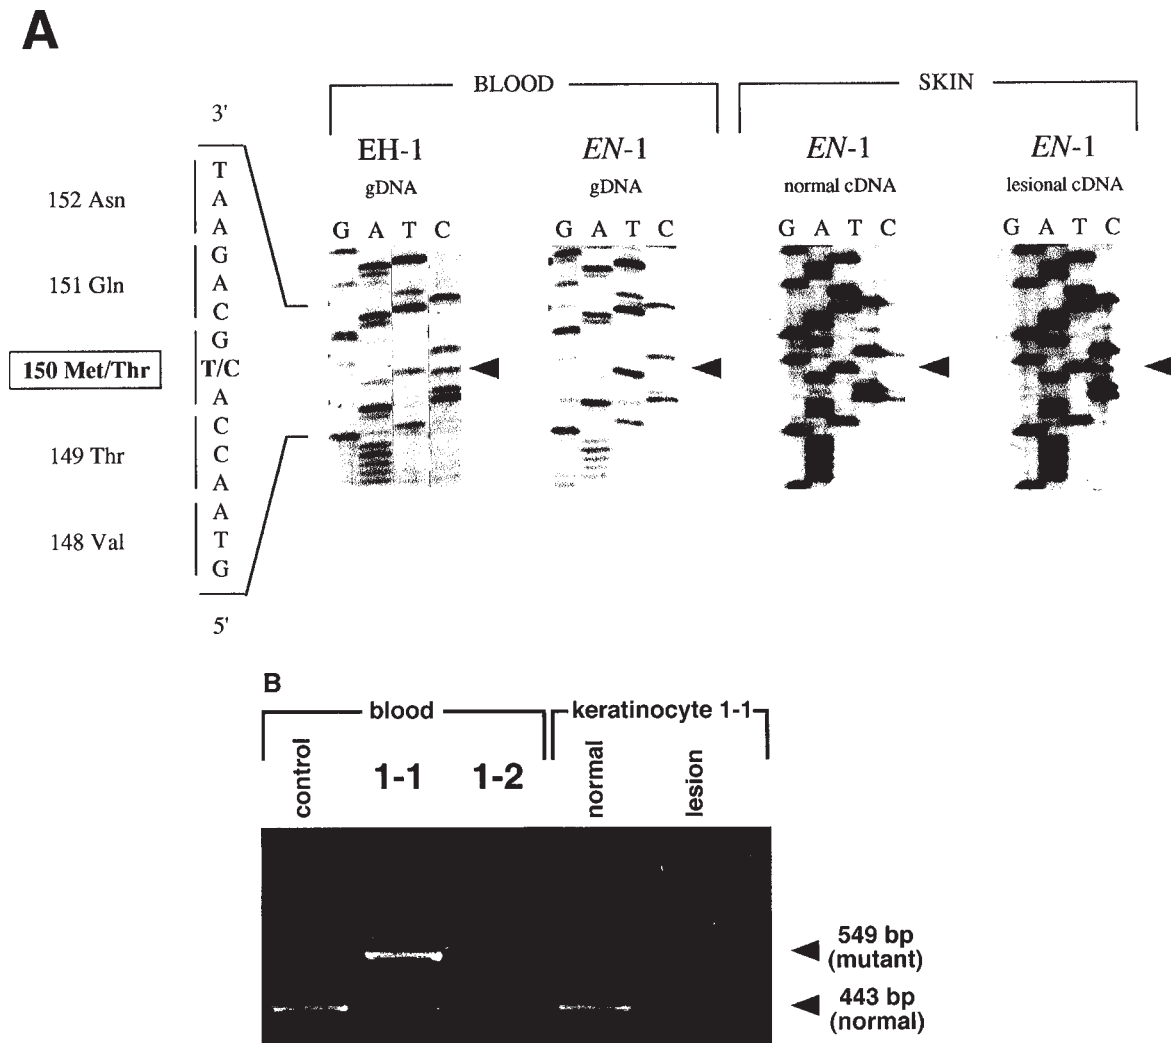 A
BLOOD
SKIN
3'
EH-1
EN-1
EN-1
EN-1
gDNA
gDNA
normal cDNA
lesional cDNA
G A T C
G A T C
G A T C
G A T C
152 Asn
T
A
A
151 Gln
G
A
C
150 Met/Thr
G
T/C
A
149 Thr
C
C
A
148 Val
A
T
G
5'
B
blood
keratinocyte 1-1
control
1-1
1-2
normal
lesion
549 bp
(mutant)
443 bp
(normal)